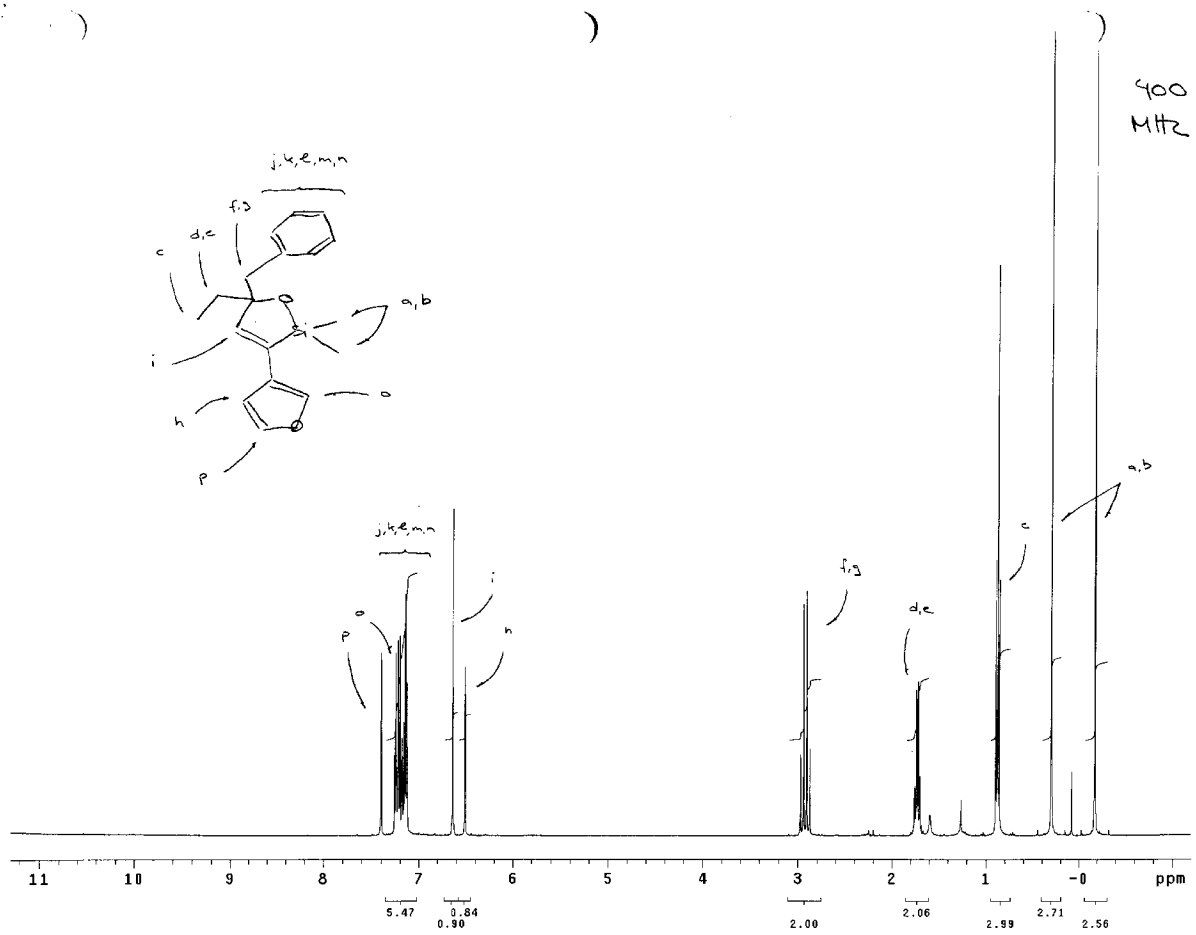 400
MHz
j,k,l,m,n
f,g
d,e
c
O
Si
a,b
i
o
h
O
p
a,b
j,k,l,m,n
c
f,g
i
d,e
o
h
p
11 10 9 8 7 6 5 4 3 2 1 -0 ppm
5.47 0.84 2.00 2.06 2.99 2.71 2.56
0.90